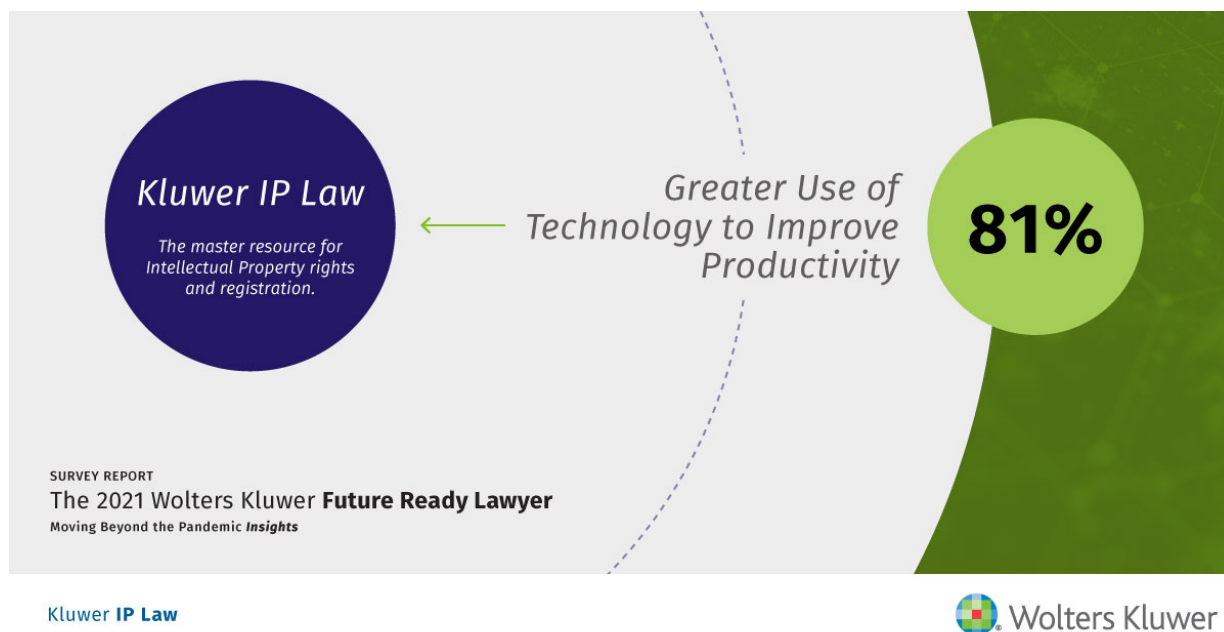 Kluwer IP Law
The master resource for
Intellectual Property rights
and registration.
Greater Use of
Technology to Improve
Productivity
81%
SURVEY REPORT
The 2021 Wolters Kluwer Future Ready Lawyer
Moving Beyond the Pandemic Insights
Kluwer IP Law
Wolters Kluwer